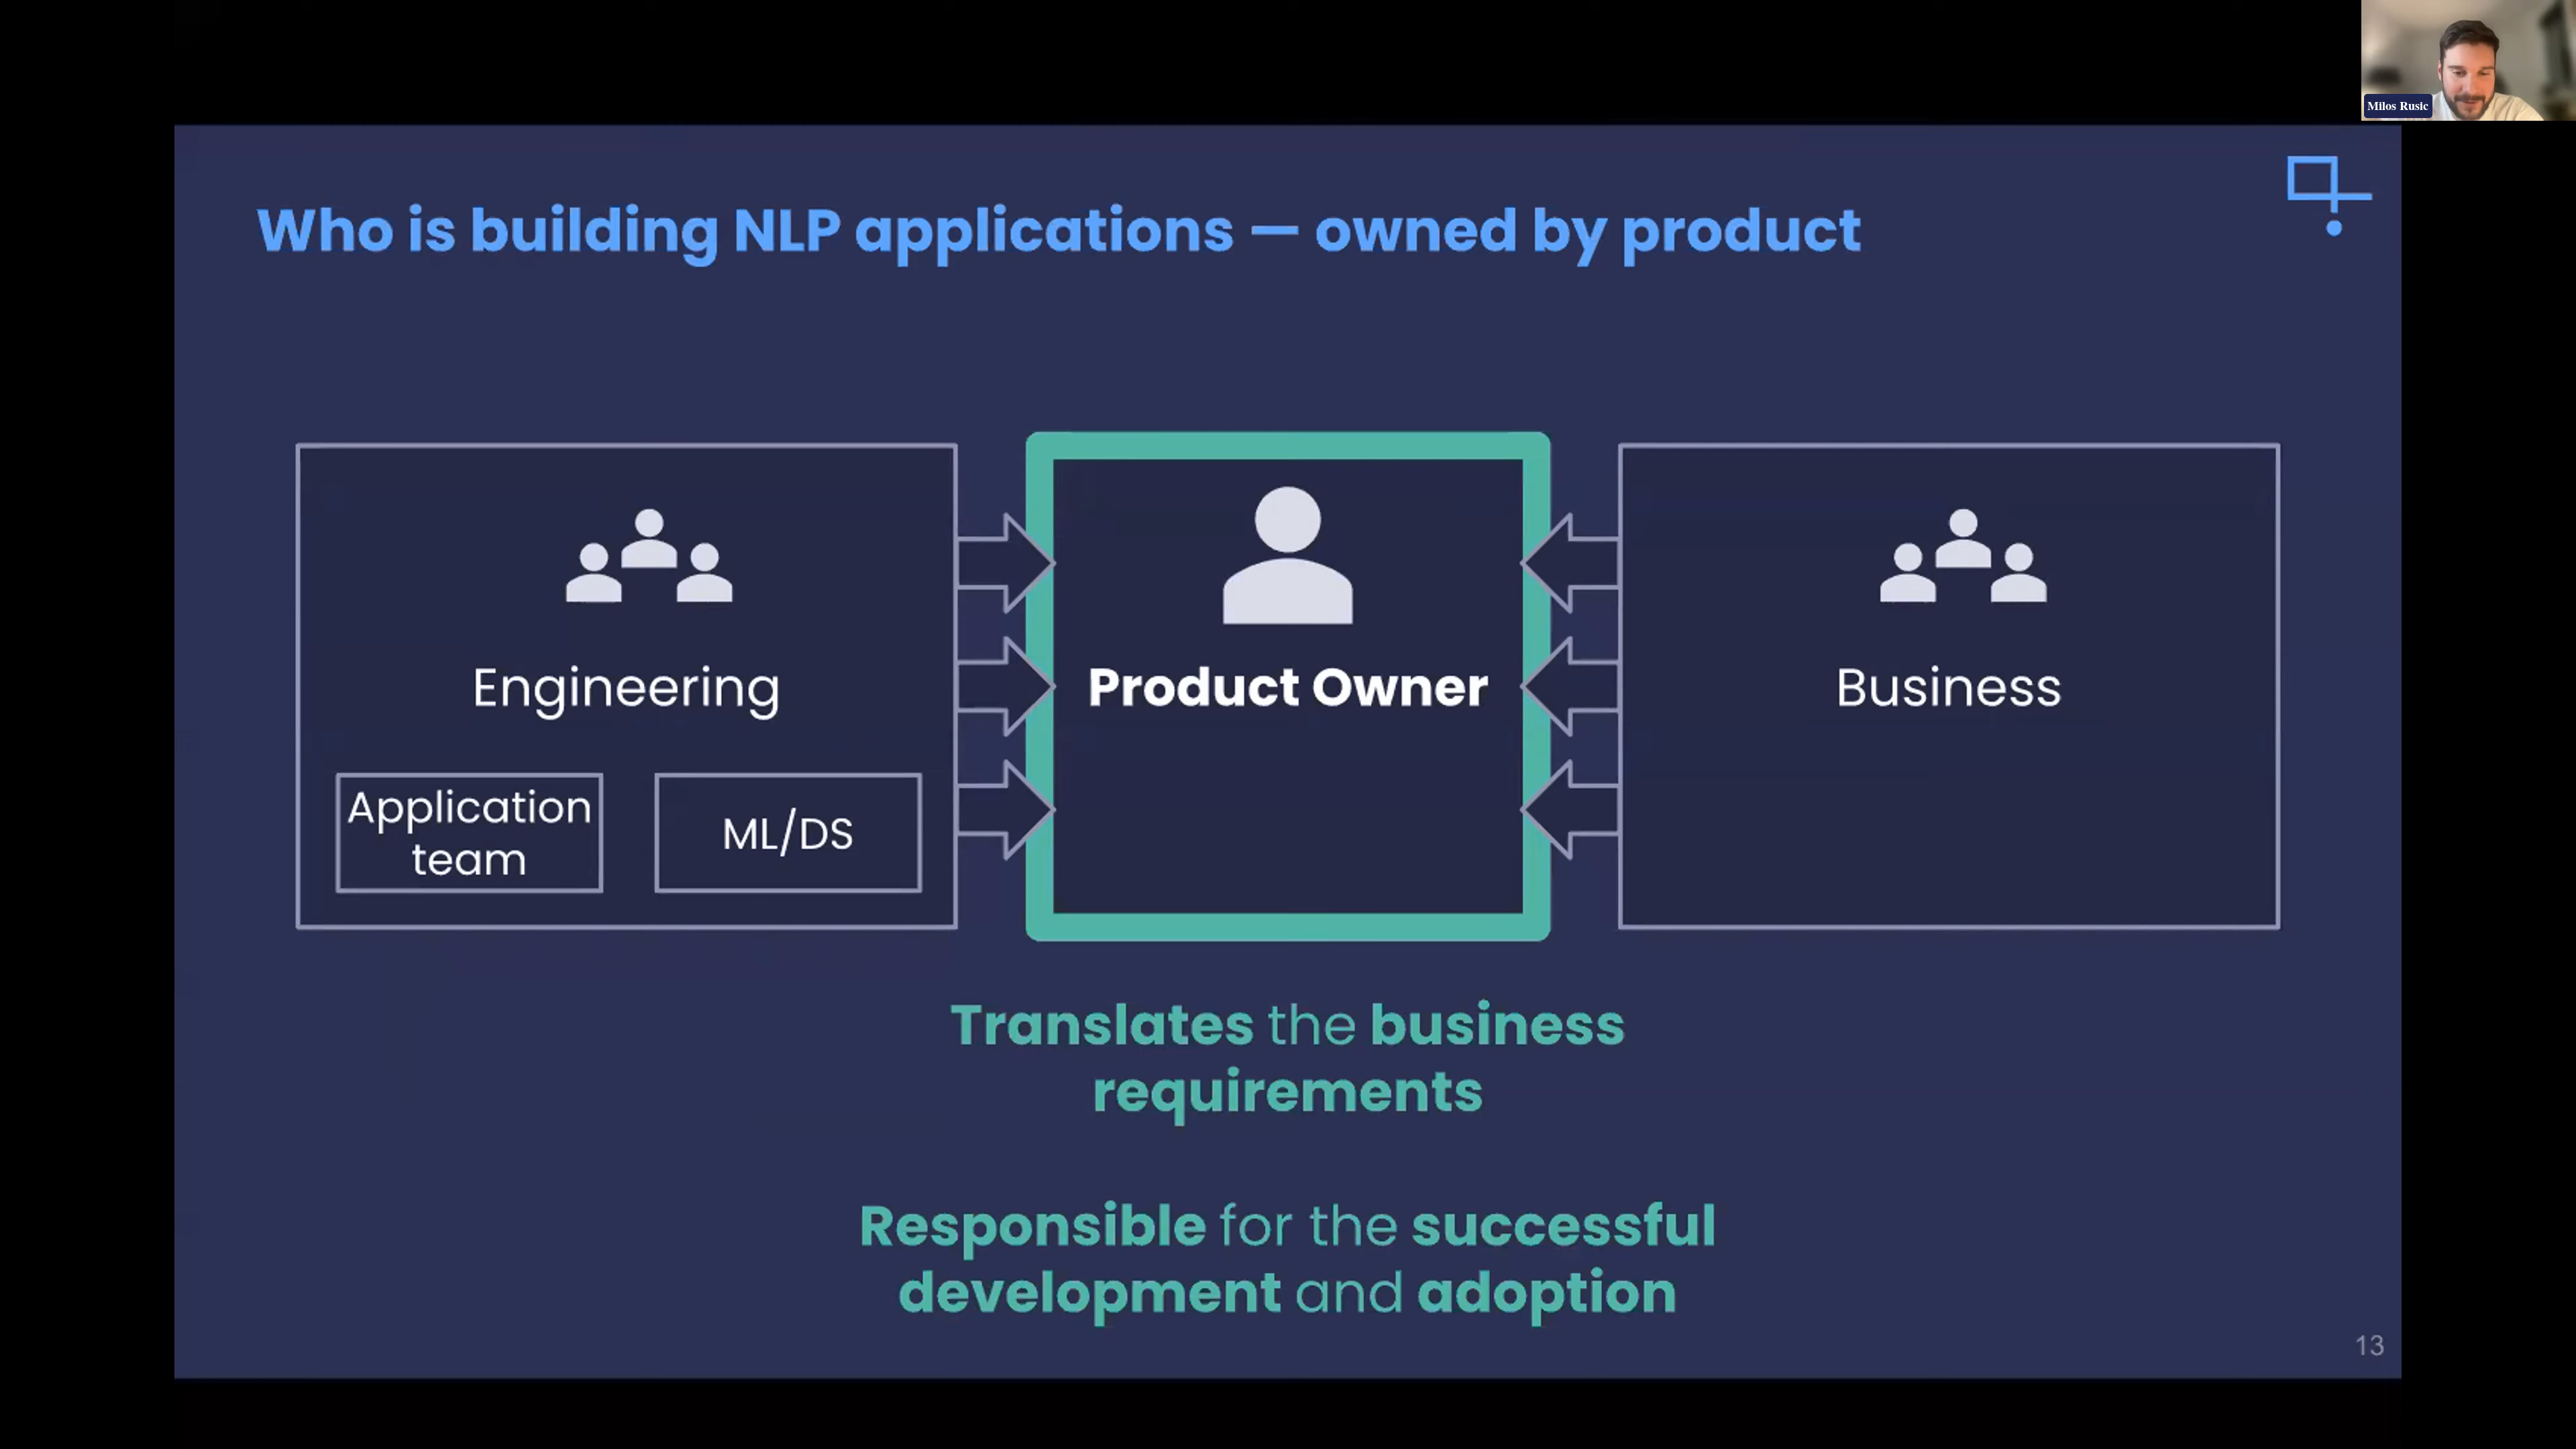 Milos Rusic
Who is building NLP applications — owned by product
Engineering
Application
team
ML/DS
Product Owner
Business
Translates the business
requirements
Responsible for the successful
development and adoption
13